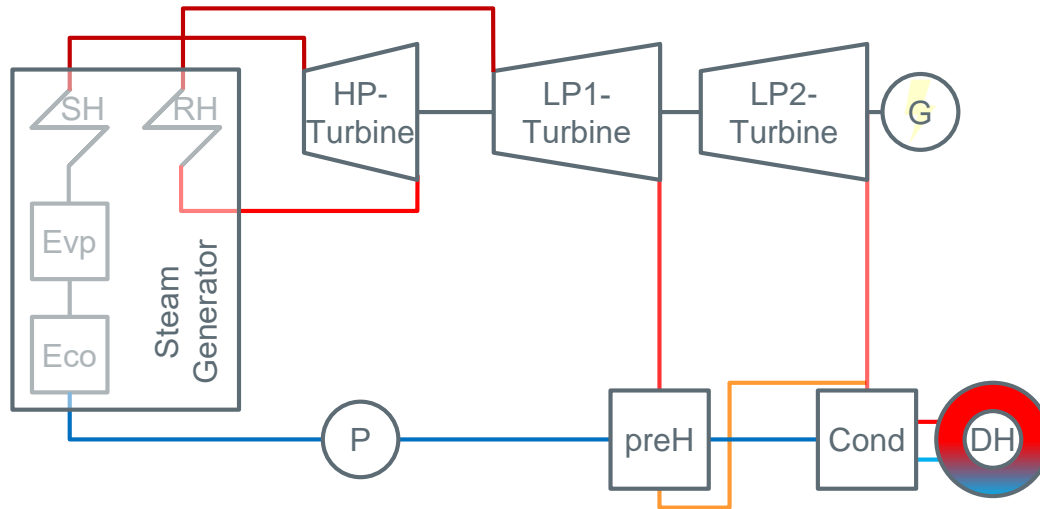 SH
RH
HP-
Turbine
LP1-
Turbine
LP2-
Turbine
G
Evp
Eco
Steam
Generator
P
preH
Cond
DH